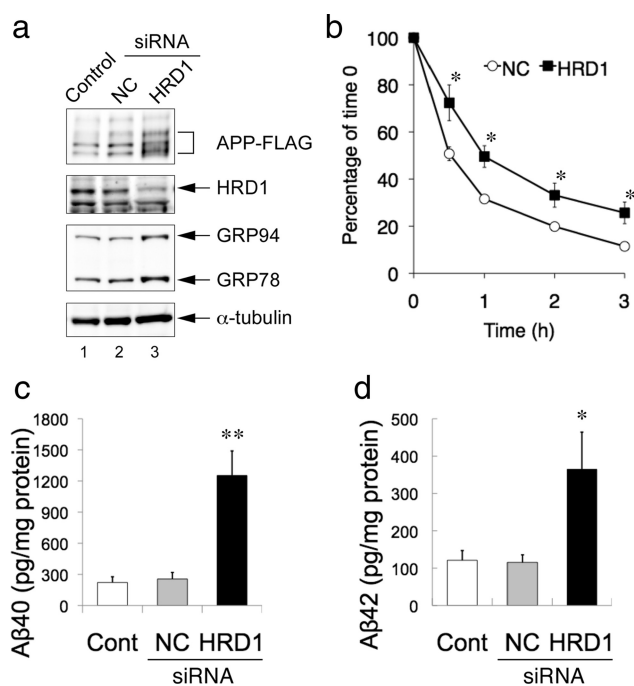 a
siRNA
Control
NC
HRD1
APP-FLAG
HRD1
GRP94
GRP78
α-tubulin
1 2 3
b
100
80
60
40
20
0
Percentage of time 0
NC HRD1
*
*
*
*
0 1 2 3
Time (h)
c
1800
1500
1200
900
600
300
0
Aβ40 (pg/mg protein)
**
Cont NC HRD1
siRNA
d
500
400
300
200
100
0
Aβ42 (pg/mg protein)
*
Cont NC HRD1
siRNA